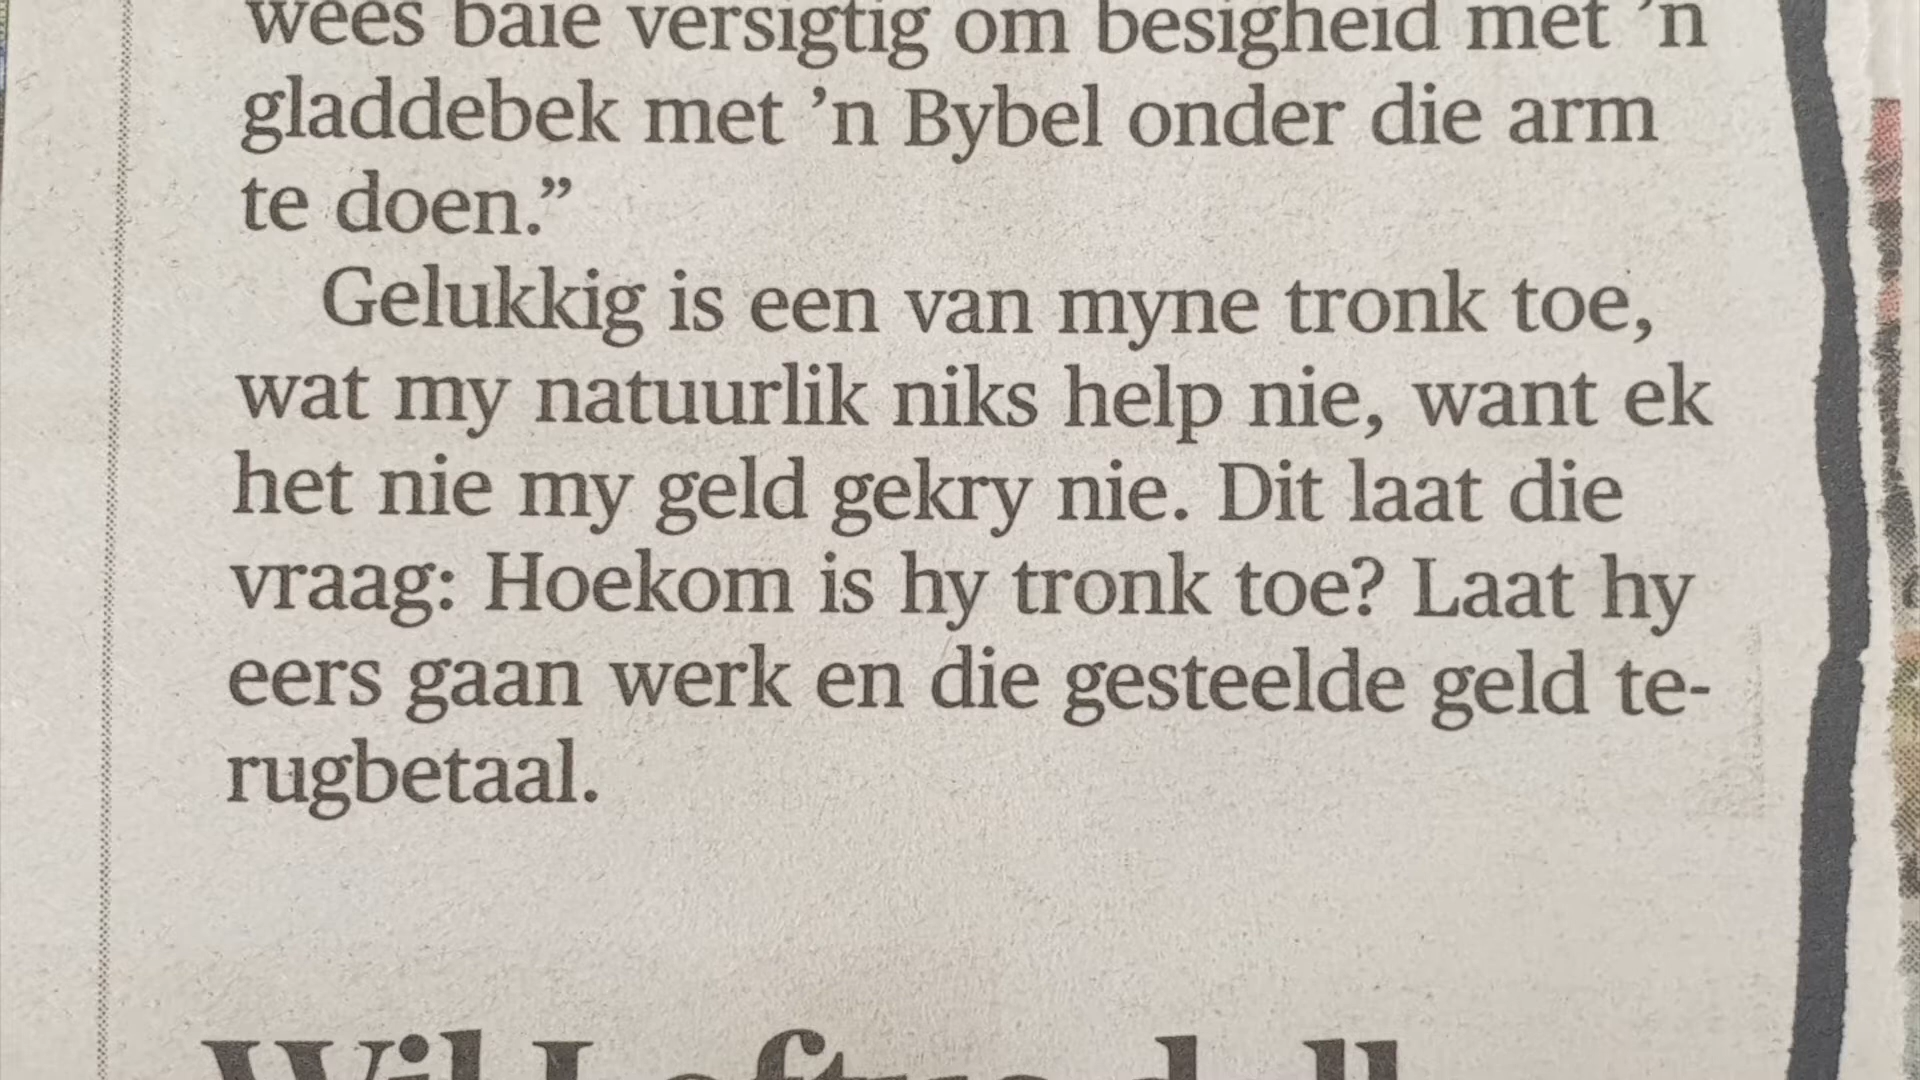 wees baie versigtig om besigheid met ’n
gladdebek met ’n Bybel onder die arm
te doen.”
Gelukkig is een van myne tronk toe,
wat my natuurlik niks help nie, want ek
het nie my geld gekry nie. Dit laat die
vraag: Hoekom is hy tronk toe? Laat hy
eers gaan werk en die gesteelde geld te-
rugbetaal.
Wil Loftus